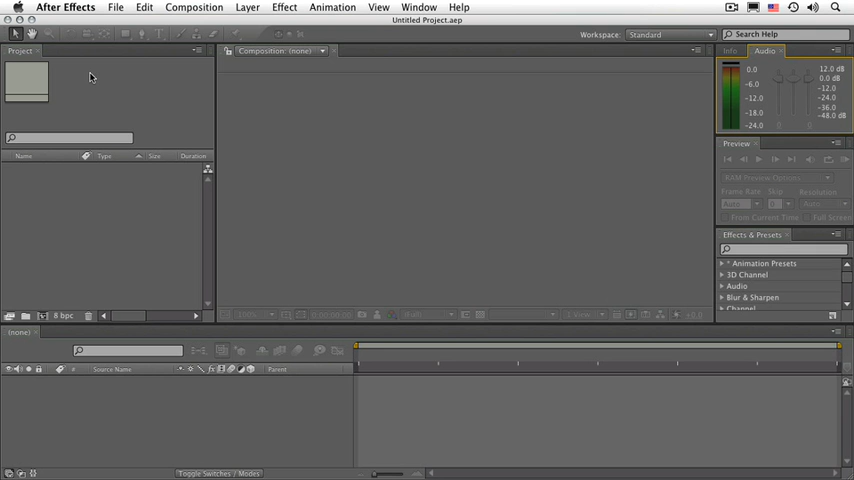 After Effects File Edit Composition Layer Effect Animation View Window Help
Untitled Project.aep
Workspace: Standard Search Help
Project Composition: (none) Info Audio
0.0 12.0 dB
0.0 dB
-6.0 -12.0
-12.0 -24.0
-36.0
-18.0 -48.0 dB
-24.0 0 0
Preview
RAM Preview Options
Frame Rate Skip Resolution
Auto 0 Auto
From Current Time Full Screen
Name Type Size Duration
Effects & Presets
* Animation Presets
3D Channel
Audio
Blur & Sharpen
Channel
8 bpc 100% 0:00:00:00 (Half) 1 View +0.0
(none)
# Source Name fx Parent
Toggle Switches / Modes